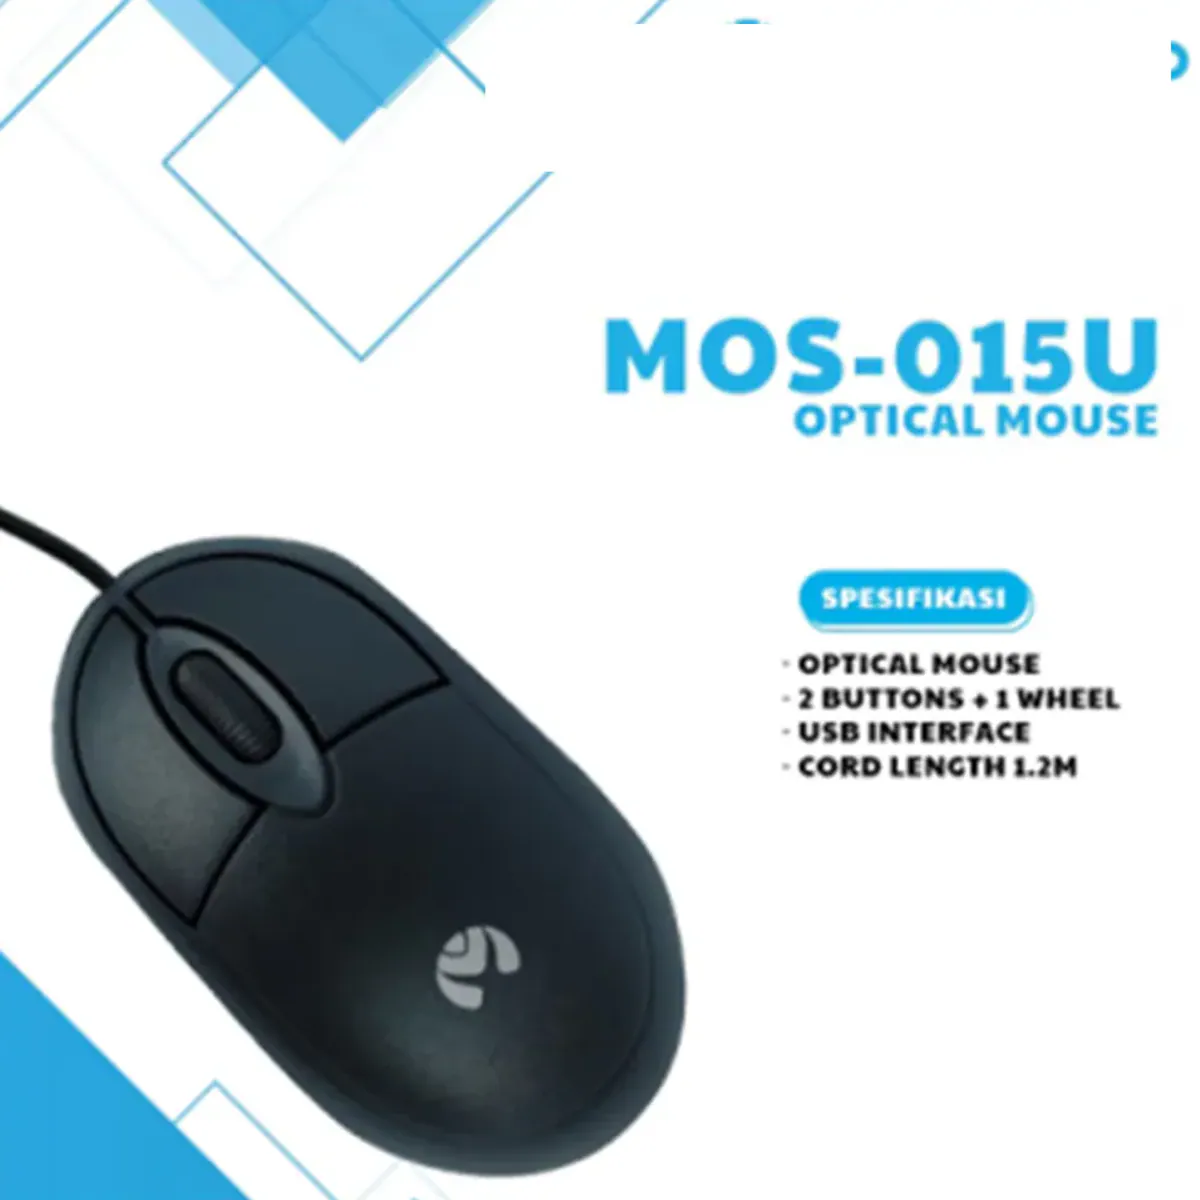 MOS-015U
OPTICAL MOUSE
SPESIFIKASI
· OPTICAL MOUSE
· 2 BUTTONS + 1 WHEEL
· USB INTERFACE
· CORD LENGTH 1.2M